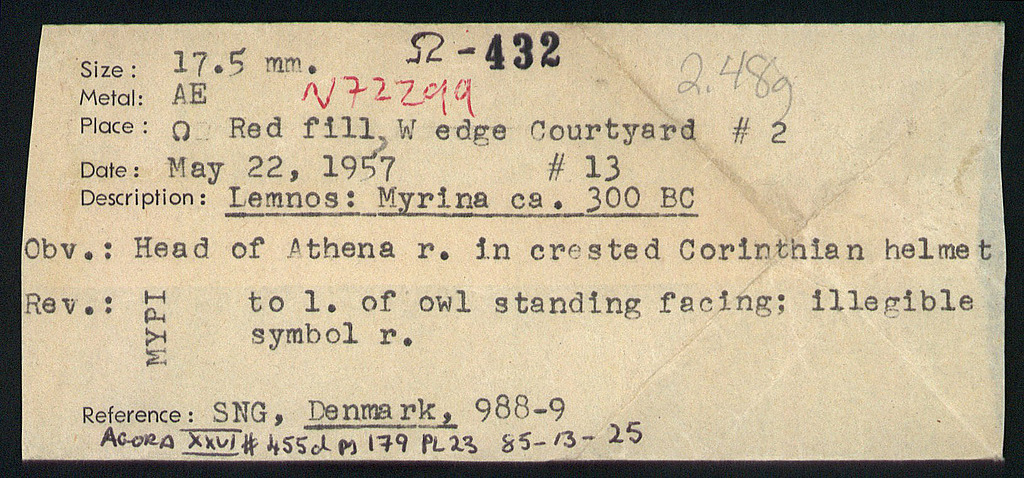 Ω - 432
Size: 17.5 mm.
2.48g
Metal: AE
N72299
Place: Ω Red fill, W edge Courtyard # 2
Date: May 22, 1957 # 13
Description: Lemnos: Myrina ca. 300 BC
Obv.: Head of Athena r. in crested Corinthian helmet
Rev.: MYPI to l. of owl standing facing; illegible
symbol r.
Reference: SNG, Denmark, 988-9
AGORA XXVI # 455d pg 179 PL 23 85-13-25